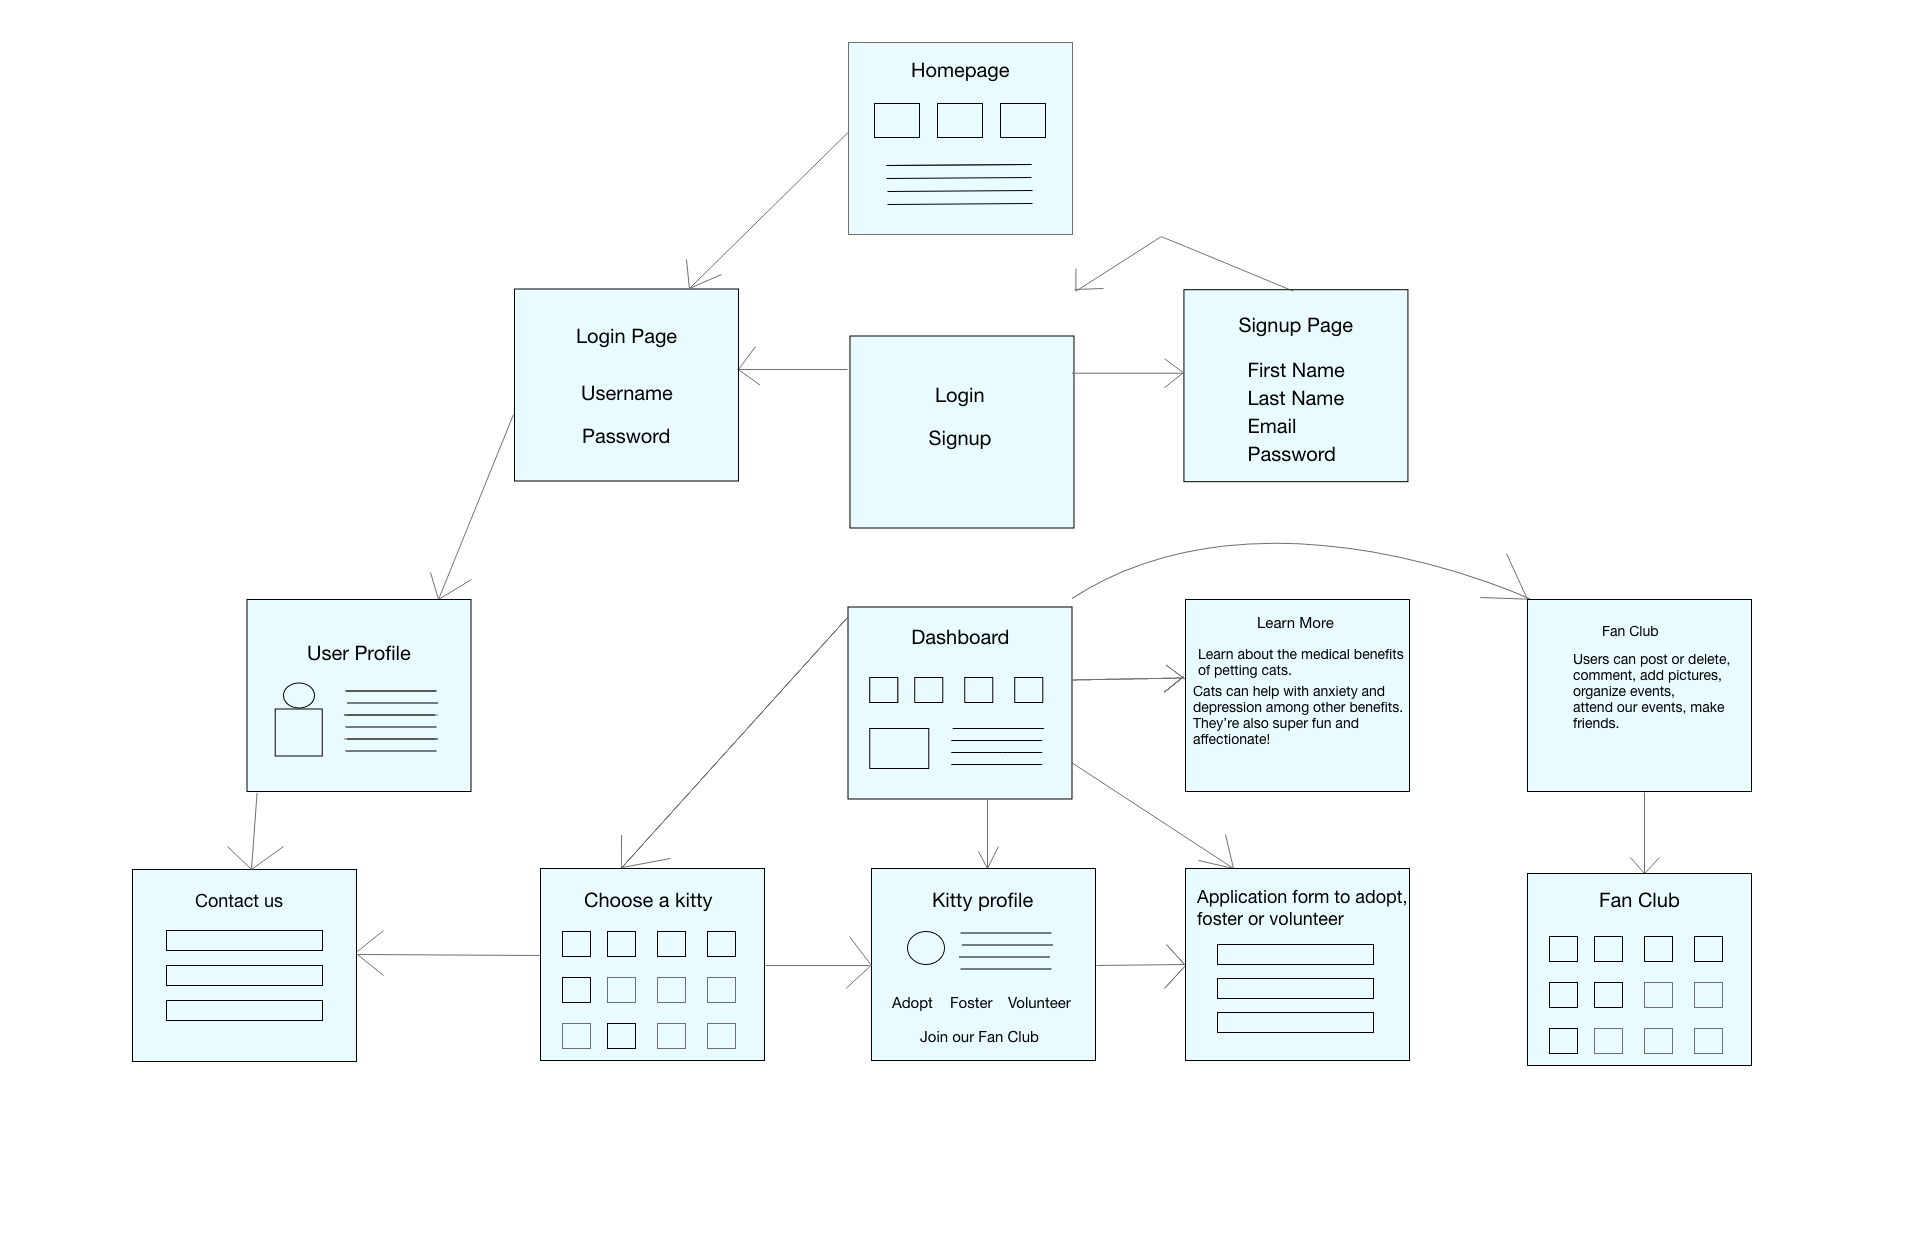 Homepage
Login Page
Username
Password
Login
Signup
Signup Page
First Name
Last Name
Email
Password
User Profile
Dashboard
Learn More
Learn about the medical benefits
of petting cats.
Cats can help with anxiety and
depression among other benefits.
They’re also super fun and
affectionate!
Fan Club
Users can post or delete,
comment, add pictures,
organize events,
attend our events, make
friends.
Contact us
Choose a kitty
Kitty profile
Adopt Foster Volunteer
Join our Fan Club
Application form to adopt,
foster or volunteer
Fan Club